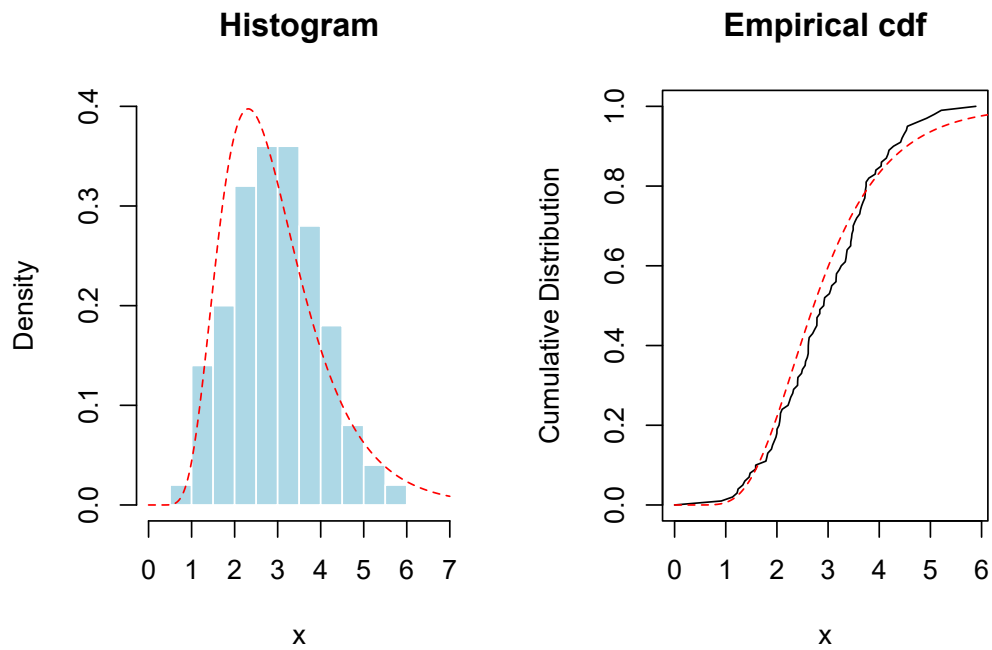 Histogram
Density
0.0 0.1 0.2 0.3 0.4
0 1 2 3 4 5 6 7
x
Empirical cdf
Cumulative Distribution
0.0 0.2 0.4 0.6 0.8 1.0
0 1 2 3 4 5 6
x